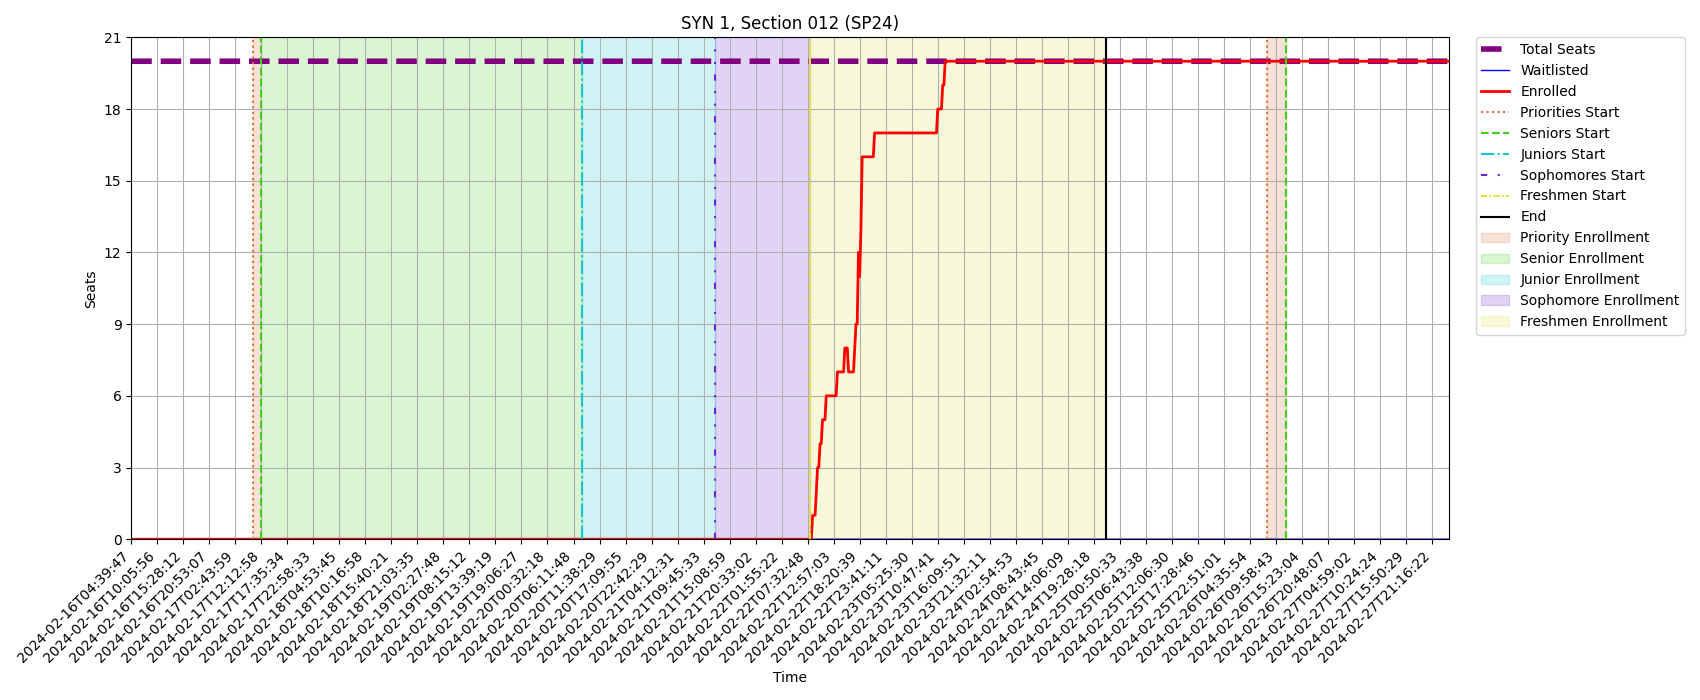 SYN 1, Section 012 (SP24)
Seats
21
18
15
12
9
6
3
0
2024-02-16T04:39:47
2024-02-16T10:05:56
2024-02-16T15:28:12
2024-02-16T20:53:07
2024-02-17T02:43:59
2024-02-17T12:12:58
2024-02-17T17:35:34
2024-02-17T22:58:33
2024-02-18T04:53:45
2024-02-18T10:16:58
2024-02-18T15:40:21
2024-02-18T21:03:35
2024-02-19T02:27:48
2024-02-19T08:15:12
2024-02-19T13:39:19
2024-02-19T19:06:27
2024-02-20T00:32:18
2024-02-20T06:11:48
2024-02-20T11:38:29
2024-02-20T17:09:55
2024-02-20T22:42:29
2024-02-21T04:12:31
2024-02-21T09:45:33
2024-02-21T15:08:59
2024-02-21T20:33:02
2024-02-22T01:55:22
2024-02-22T07:32:48
2024-02-22T12:57:03
2024-02-22T18:20:39
2024-02-22T23:41:11
2024-02-23T05:25:30
2024-02-23T10:47:41
2024-02-23T16:09:51
2024-02-23T21:32:11
2024-02-24T02:54:53
2024-02-24T08:43:45
2024-02-24T14:06:09
2024-02-24T19:28:18
2024-02-25T00:50:33
2024-02-25T06:43:38
2024-02-25T12:06:30
2024-02-25T17:28:46
2024-02-25T22:51:01
2024-02-26T04:35:54
2024-02-26T09:58:43
2024-02-26T15:23:04
2024-02-26T20:48:07
2024-02-27T04:59:02
2024-02-27T10:24:24
2024-02-27T15:50:29
2024-02-27T21:16:22
Time
Total Seats
Waitlisted
Enrolled
Priorities Start
Seniors Start
Juniors Start
Sophomores Start
Freshmen Start
End
Priority Enrollment
Senior Enrollment
Junior Enrollment
Sophomore Enrollment
Freshmen Enrollment